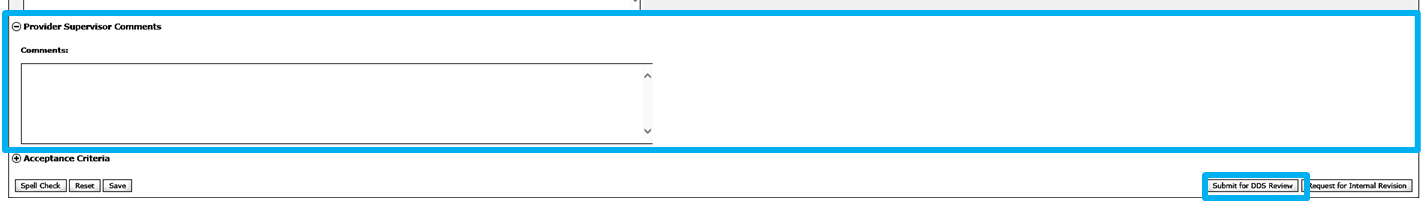 Provider Supervisor Comments
Comments:
Acceptance Criteria
Spell Check Reset Save Submit for DDS Review Request for Internal Revision